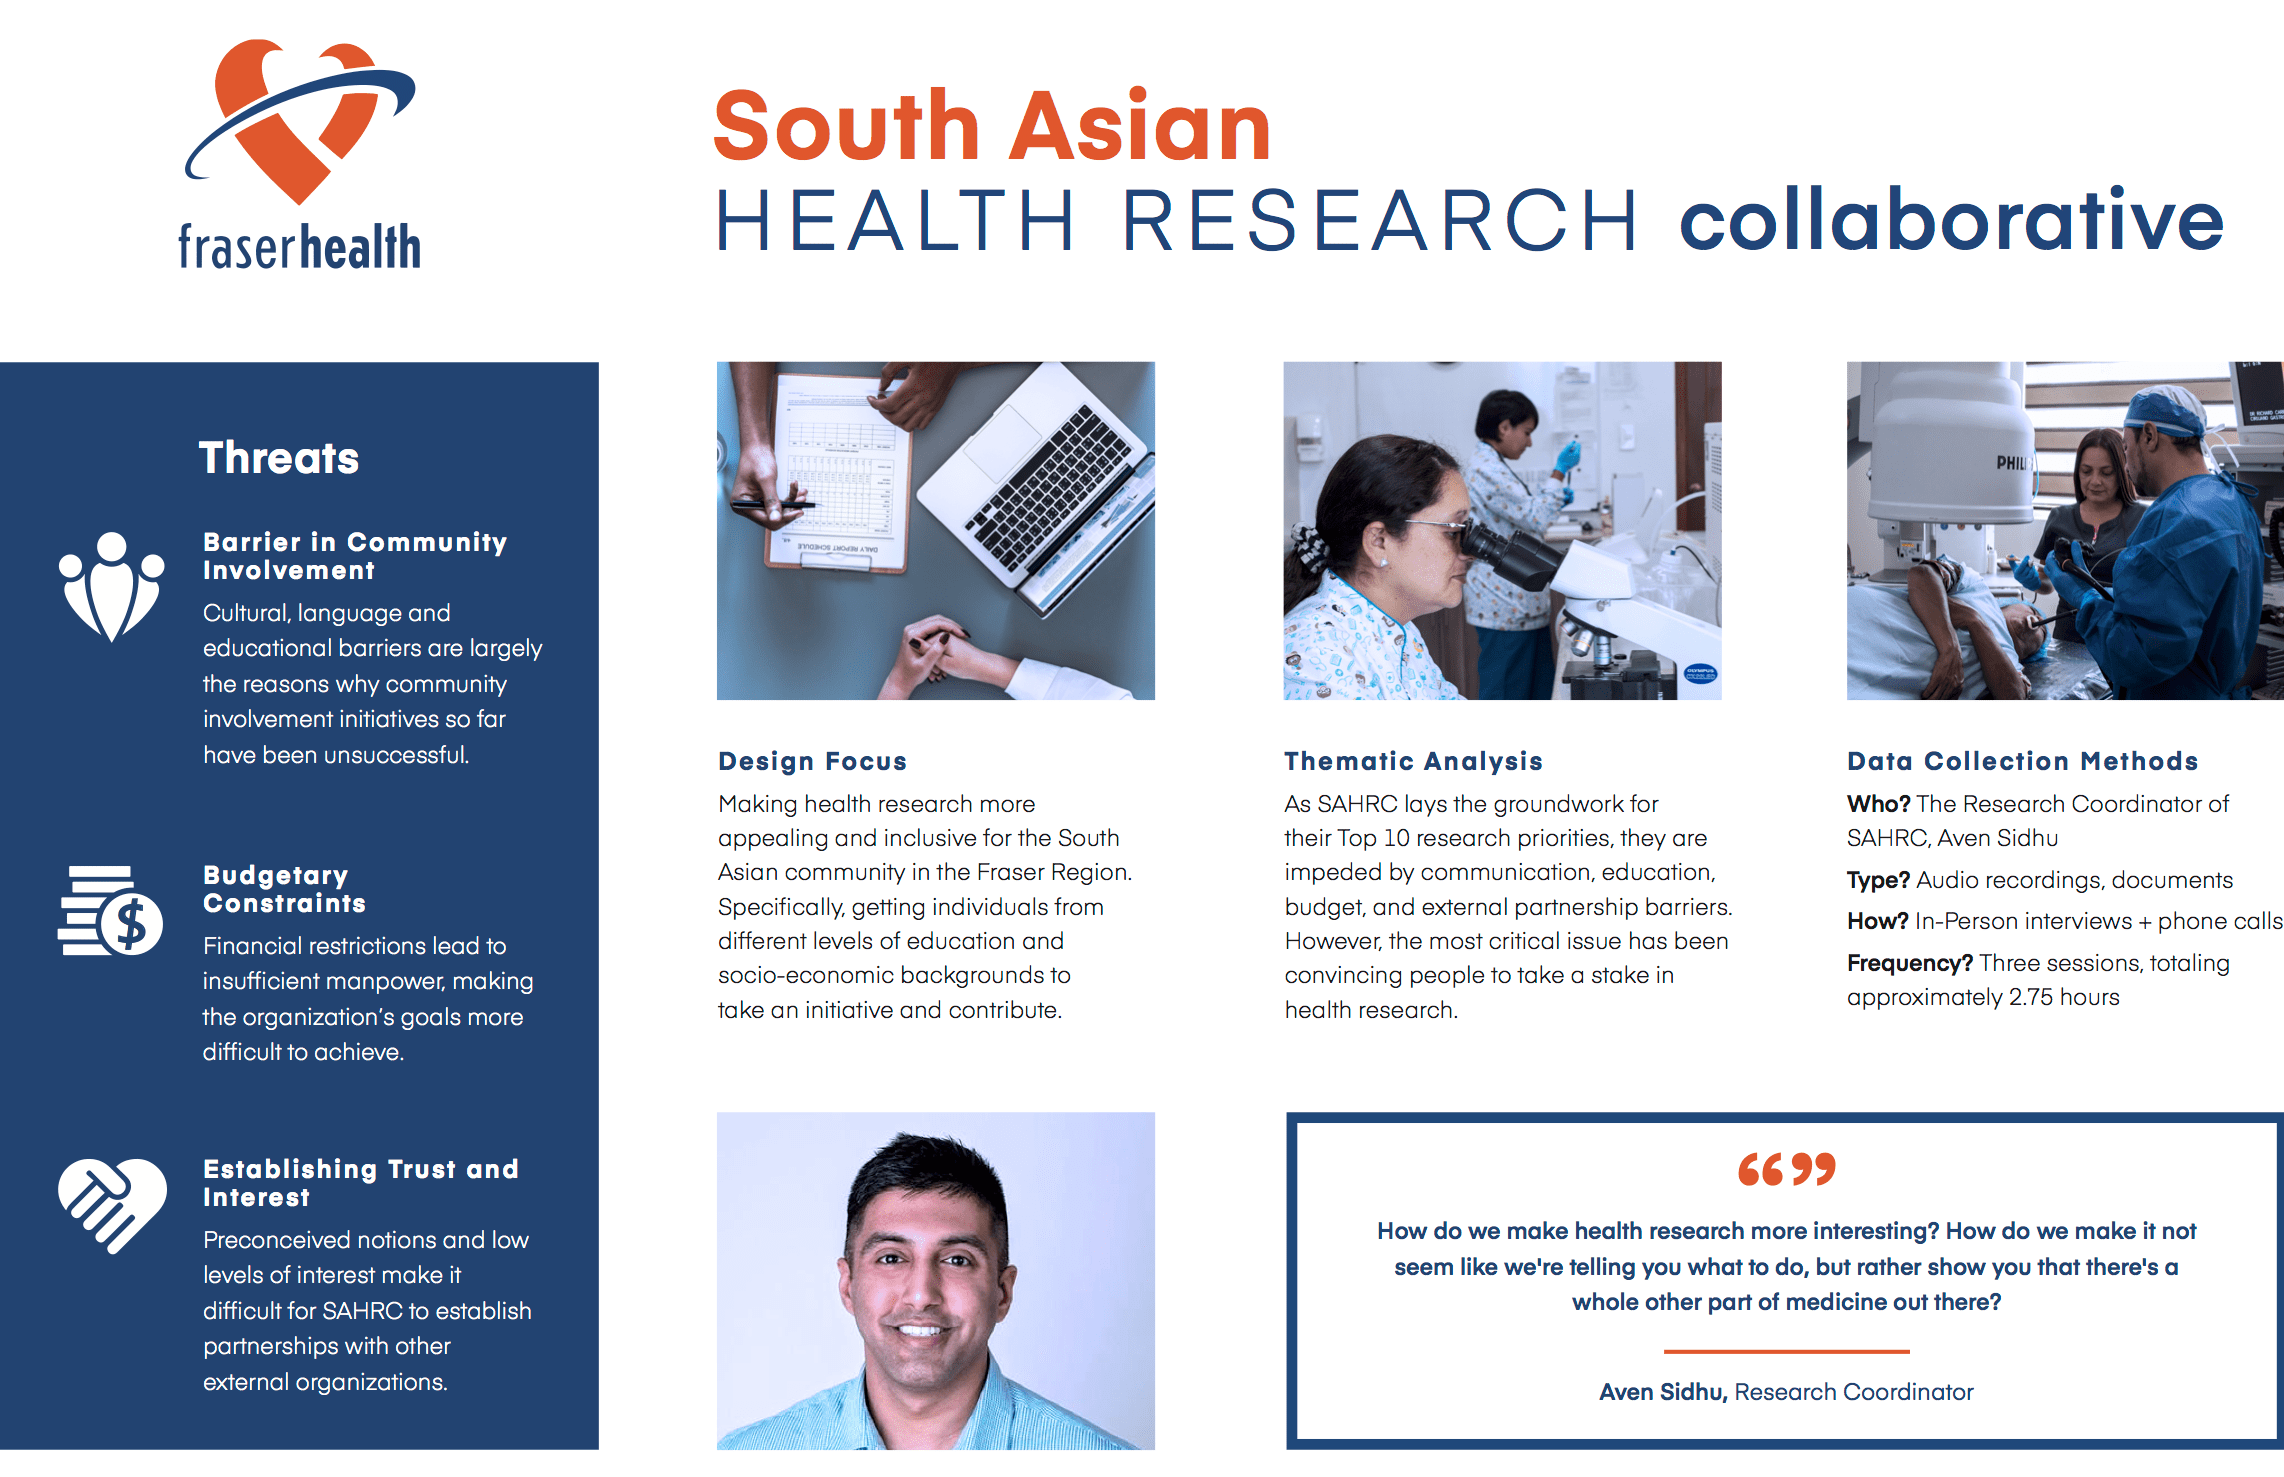 fraserhealth
South Asian
HEALTH RESEARCH collaborative
Threats
Barrier in Community
Involvement
Cultural, language and
educational barriers are largely
the reasons why community
involvement initiatives so far
have been unsuccessful.
Budgetary
Constraints
Financial restrictions lead to
insufficient manpower, making
the organization's goals more
difficult to achieve.
Establishing Trust and
Interest
Preconceived notions and low
levels of interest make it
difficult for SAHRC to establish
partnerships with other
external organizations.
DAILY REPORT SCHEDULE
Design Focus
Making health research more
appealing and inclusive for the South
Asian community in the Fraser Region.
Specifically, getting individuals from
different levels of education and
socio-economic backgrounds to
take an initiative and contribute.
OLYMPUS
Thematic Analysis
As SAHRC lays the groundwork for
their Top 10 research priorities, they are
impeded by communication, education,
budget, and external partnership barriers.
However, the most critical issue has been
convincing people to take a stake in
health research.
PHILI
Data Collection Methods
Who? The Research Coordinator of
SAHRC, Aven Sidhu
Type? Audio recordings, documents
How? In-Person interviews + phone calls
Frequency? Three sessions, totaling
approximately 2.75 hours
“”
How do we make health research more interesting? How do we make it not
seem like we're telling you what to do, but rather show you that there's a
whole other part of medicine out there?
Aven Sidhu, Research Coordinator